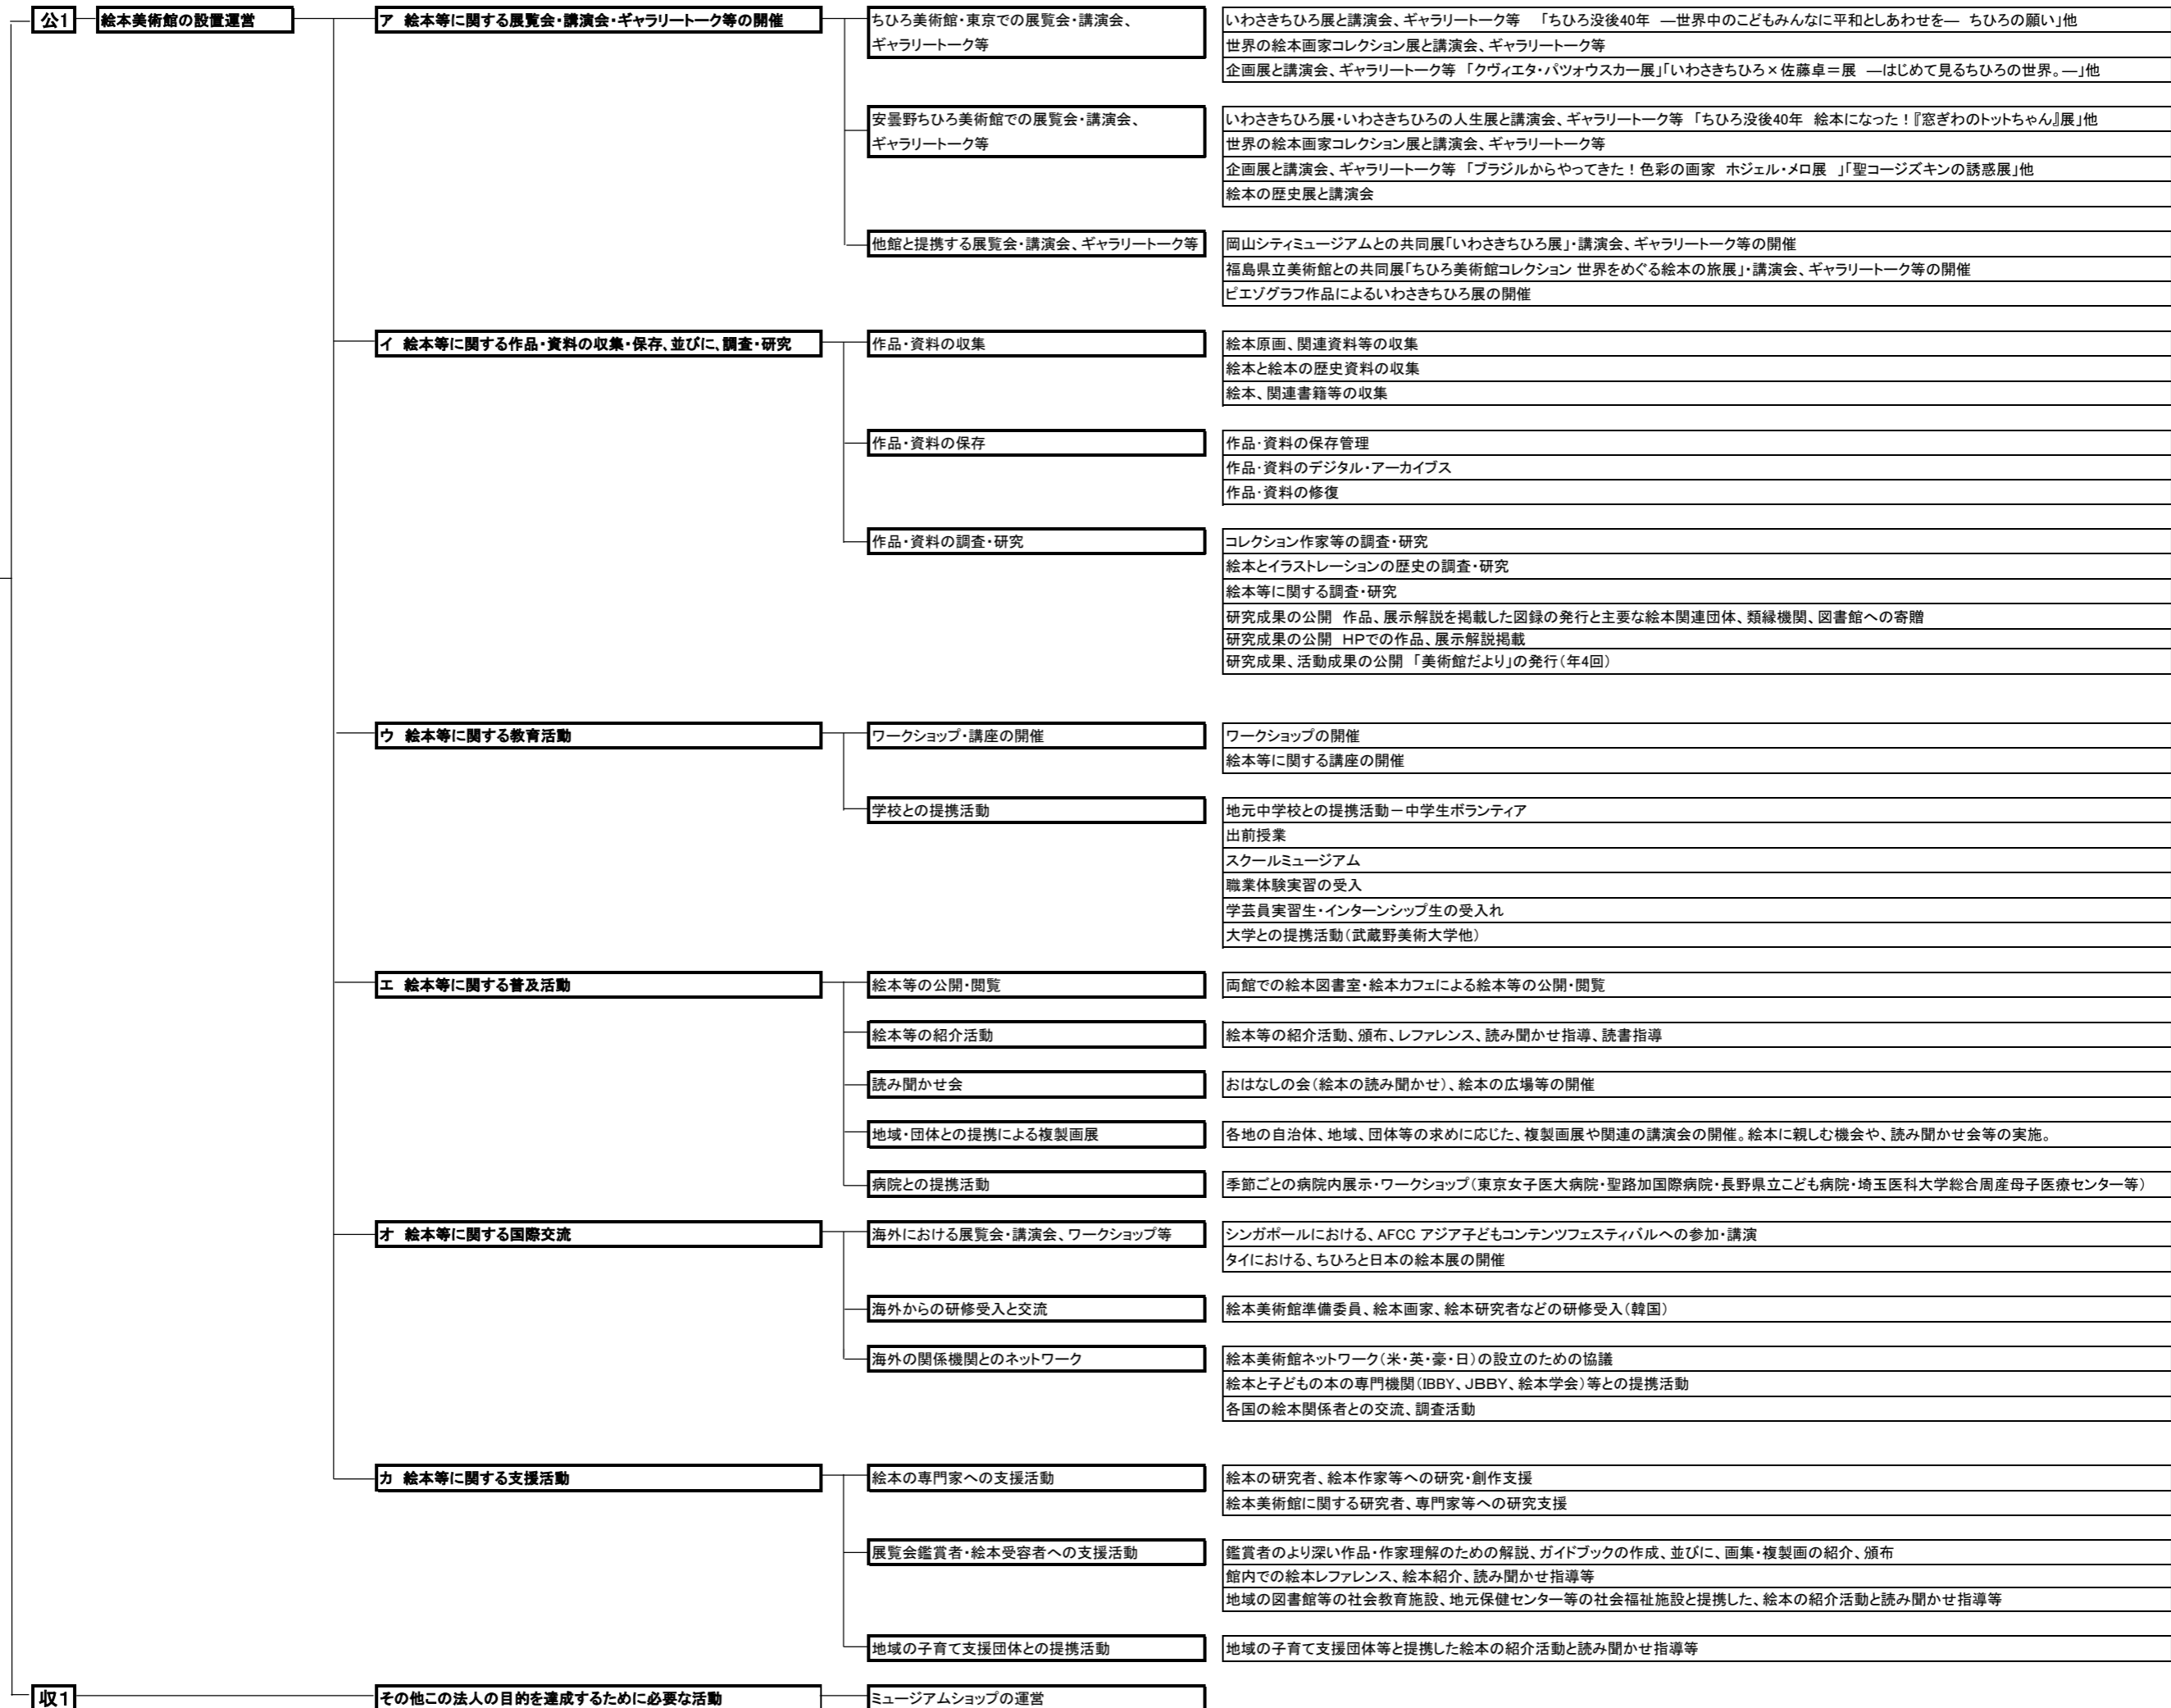 公1
絵本美術館の設置運営
ア 絵本等に関する展覧会・講演会・ギャラリートーク等の開催
ちひろ美術館・東京での展覧会・講演会、
ギャラリートーク等
いわさきちひろ展と講演会、ギャラリートーク等 「ちひろ没後40年 ―世界中のこどもみんなに平和としあわせを― ちひろの願い」他
世界の絵本画家コレクション展と講演会、ギャラリートーク等
企画展と講演会、ギャラリートーク等 「クヴィエタ・パツォウスカー展」「いわさきちひろ×佐藤卓＝展 ―はじめて見るちひろの世界。―」他
安曇野ちひろ美術館での展覧会・講演会、
ギャラリートーク等
いわさきちひろ展・いわさきちひろの人生展と講演会、ギャラリートーク等 「ちひろ没後40年 絵本になった！『窓ぎわのトットちゃん』展」他
世界の絵本画家コレクション展と講演会、ギャラリートーク等
企画展と講演会、ギャラリートーク等 「ブラジルからやってきた！色彩の画家 ホジェル・メロ展 」「聖コージズキンの誘惑展」他
絵本の歴史展と講演会
他館と提携する展覧会・講演会、ギャラリートーク等
岡山シティミュージアムとの共同展「いわさきちひろ展」・講演会、ギャラリートーク等の開催
福島県立美術館との共同展「ちひろ美術館コレクション 世界をめぐる絵本の旅展」・講演会、ギャラリートーク等の開催
ピエゾグラフ作品によるいわさきちひろ展の開催
イ 絵本等に関する作品・資料の収集・保存、並びに、調査・研究
作品・資料の収集
絵本原画、関連資料等の収集
絵本と絵本の歴史資料の収集
絵本、関連書籍等の収集
作品・資料の保存
作品・資料の保存管理
作品・資料のデジタル・アーカイブス
作品・資料の修復
作品・資料の調査・研究
コレクション作家等の調査・研究
絵本とイラストレーションの歴史の調査・研究
絵本等に関する調査・研究
研究成果の公開 作品、展示解説を掲載した図録の発行と主要な絵本関連団体、類縁機関、図書館への寄贈
研究成果の公開 HPでの作品、展示解説掲載
研究成果、活動成果の公開 「美術館だより」の発行（年4回）
ウ 絵本等に関する教育活動
ワークショップ・講座の開催
ワークショップの開催
絵本等に関する講座の開催
学校との提携活動
地元中学校との提携活動－中学生ボランティア
出前授業
スクールミュージアム
職業体験実習の受入
学芸員実習生・インターンシップ生の受入れ
大学との提携活動（武蔵野美術大学他）
エ 絵本等に関する普及活動
絵本等の公開・閲覧
両館での絵本図書室・絵本カフェによる絵本等の公開・閲覧
絵本等の紹介活動
絵本等の紹介活動、頒布、レファレンス、読み聞かせ指導、読書指導
読み聞かせ会
おはなしの会（絵本の読み聞かせ）、絵本の広場等の開催
地域・団体との提携による複製画展
各地の自治体、地域、団体等の求めに応じた、複製画展や関連の講演会の開催。絵本に親しむ機会や、読み聞かせ会等の実施。
病院との提携活動
季節ごとの病院内展示・ワークショップ（東京女子医大病院・聖路加国際病院・長野県立こども病院・埼玉医科大学総合周産母子医療センター等）
オ 絵本等に関する国際交流
海外における展覧会・講演会、ワークショップ等
シンガポールにおける、AFCC アジア子どもコンテンツフェスティバルへの参加・講演
タイにおける、ちひろと日本の絵本展の開催
海外からの研修受入と交流
絵本美術館準備委員、絵本画家、絵本研究者などの研修受入（韓国）
海外の関係機関とのネットワーク
絵本美術館ネットワーク（米・英・豪・日）の設立のための協議
絵本と子どもの本の専門機関（IBBY、JBBY、絵本学会）等との提携活動
各国の絵本関係者との交流、調査活動
カ 絵本等に関する支援活動
絵本の専門家への支援活動
絵本の研究者、絵本作家等への研究・創作支援
絵本美術館に関する研究者、専門家等への研究支援
展覧会鑑賞者・絵本受容者への支援活動
鑑賞者のより深い作品・作家理解のための解説、ガイドブックの作成、並びに、画集・複製画の紹介、頒布
館内での絵本レファレンス、絵本紹介、読み聞かせ指導等
地域の図書館等の社会教育施設、地元保健センター等の社会福祉施設と提携した、絵本の紹介活動と読み聞かせ指導等
地域の子育て支援団体との提携活動
地域の子育て支援団体等と提携した絵本の紹介活動と読み聞かせ指導等
収1
その他この法人の目的を達成するために必要な活動
ミュージアムショップの運営